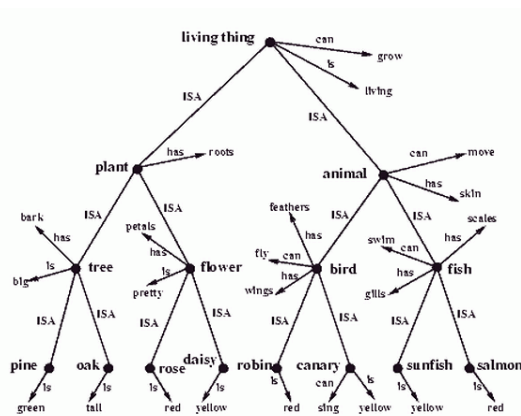 living thing
can
grow
is
living
ISA
ISA
plant
has
roots
animal
can
move
has
skin
bark
has
ISA
is
big
tree
petals
has
ISA
is
pretty
flower
feathers
has
fly
can
has
wings
ISA
bird
swim
can
has
gills
ISA
has
scales
fish
ISA
ISA
ISA
ISA
ISA
ISA
ISA
ISA
pine
oak
rose
daisy
robin
canary
sunfish
salmon
is
is
is
is
is
can
is
is
is
green
tall
red
yellow
red
sing
yellow
yellow
red